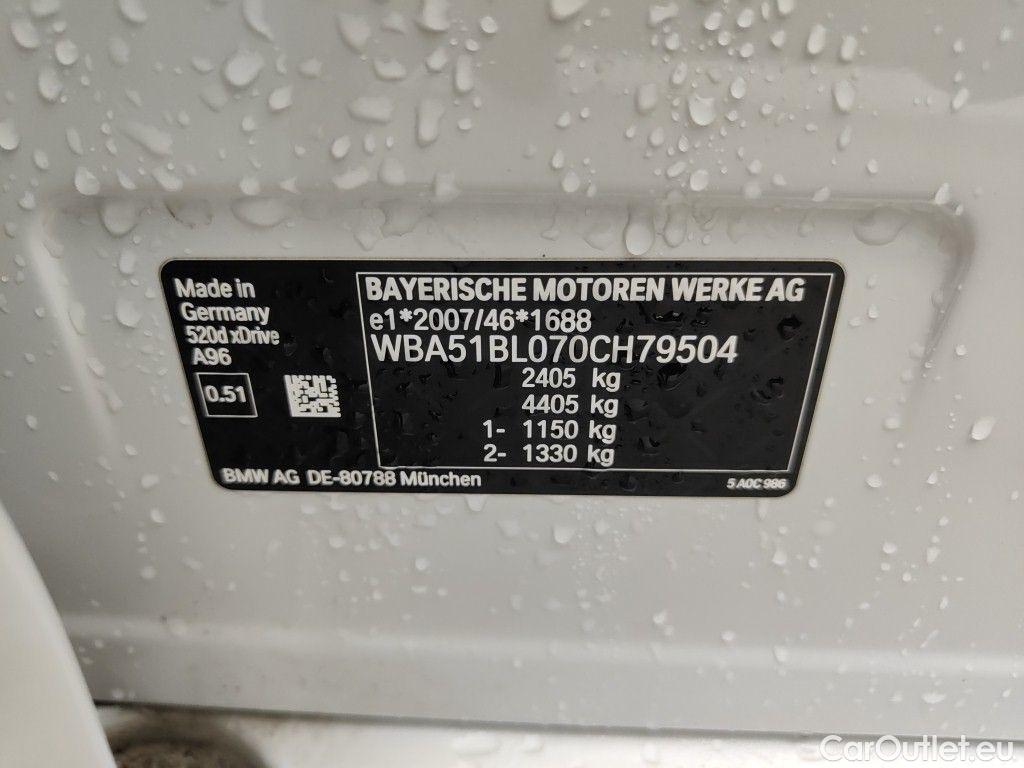 Made in
Germany
520d xDrive
A96
0.51
BAYERISCHE MOTOREN WERKE AG
e1*2007/46*1688
WBA51BL070CH79504
2405 kg
4405 kg
1- 1150 kg
2- 1330 kg
BMW AG DE-80788 München
5 A0C 986
CarOutlet.eu